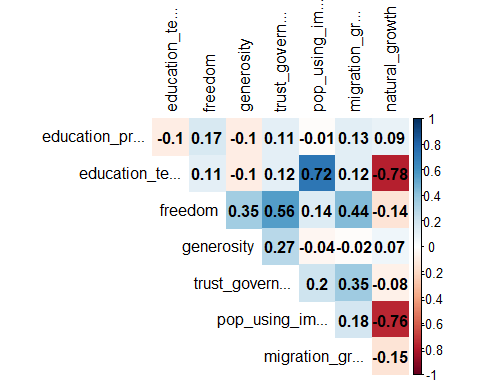 education_te...
freedom
generosity
trust_govern...
pop_using_im...
migration_gr...
natural_growth
education_pr... -0.1 0.17 -0.1 0.11 -0.01 0.13 0.09
education_te... 0.11 -0.1 0.12 0.72 0.12 -0.78
freedom 0.35 0.56 0.14 0.44 -0.14
generosity 0.27 -0.04 -0.02 0.07
trust_govern... 0.2 0.35 -0.08
pop_using_im... 0.18 -0.76
migration_gr... -0.15
1
0.8
0.6
0.4
0.2
0
-0.2
-0.4
-0.6
-0.8
-1